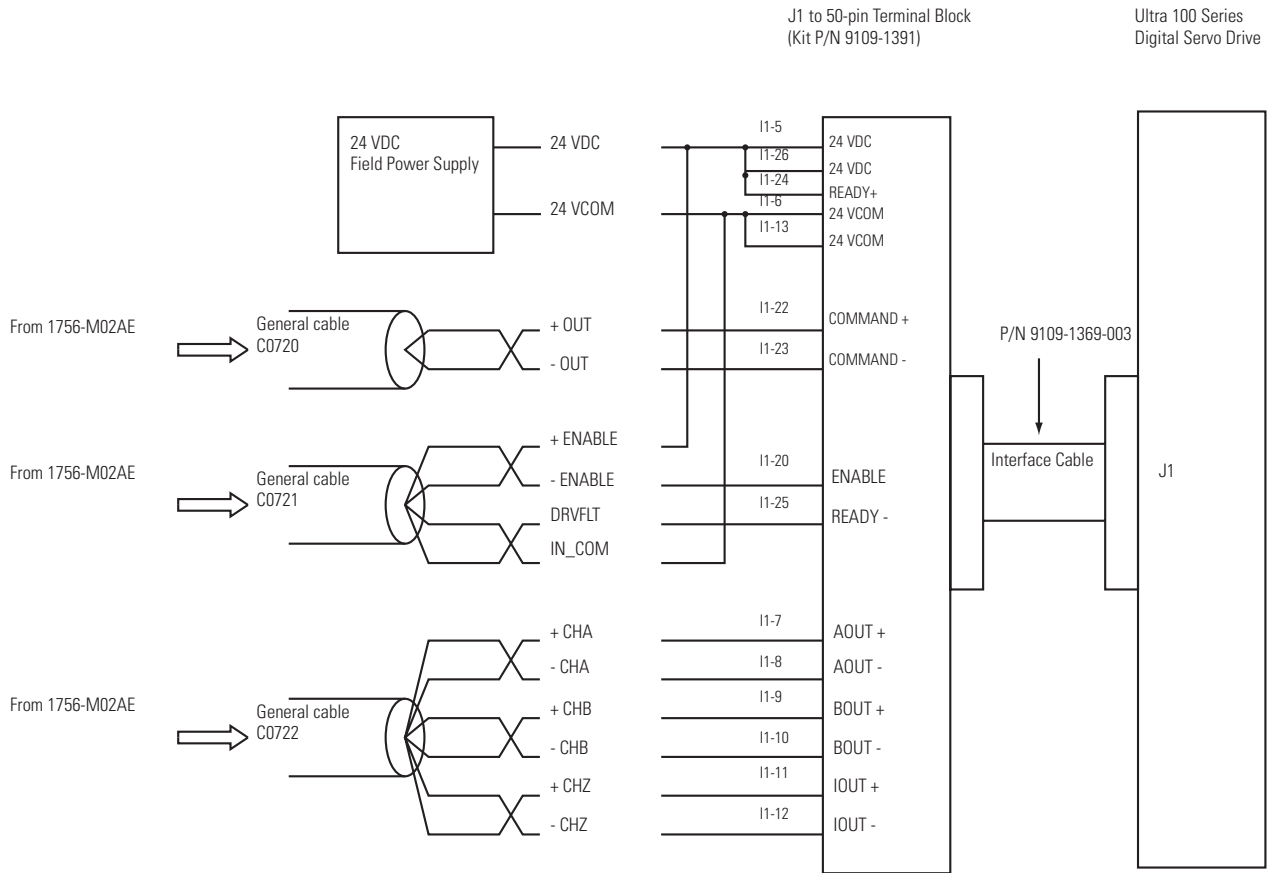 J1 to 50-pin Terminal Block
(Kit P/N 9109-1391)
Ultra 100 Series
Digital Servo Drive
24 VDC
Field Power Supply
24 VDC
24 VCOM
I1-5
I1-26
I1-24
I1-6
I1-13
24 VDC
24 VDC
READY+
24 VCOM
24 VCOM
From 1756-M02AE
General cable
C0720
+ OUT
- OUT
I1-22
I1-23
COMMAND +
COMMAND -
P/N 9109-1369-003
From 1756-M02AE
General cable
C0721
+ ENABLE
- ENABLE
DRVFLT
IN_COM
I1-20
I1-25
ENABLE
READY -
Interface Cable
J1
From 1756-M02AE
General cable
C0722
+ CHA
- CHA
+ CHB
- CHB
+ CHZ
- CHZ
I1-7
I1-8
I1-9
I1-10
I1-11
I1-12
AOUT +
AOUT -
BOUT +
BOUT -
IOUT +
IOUT -